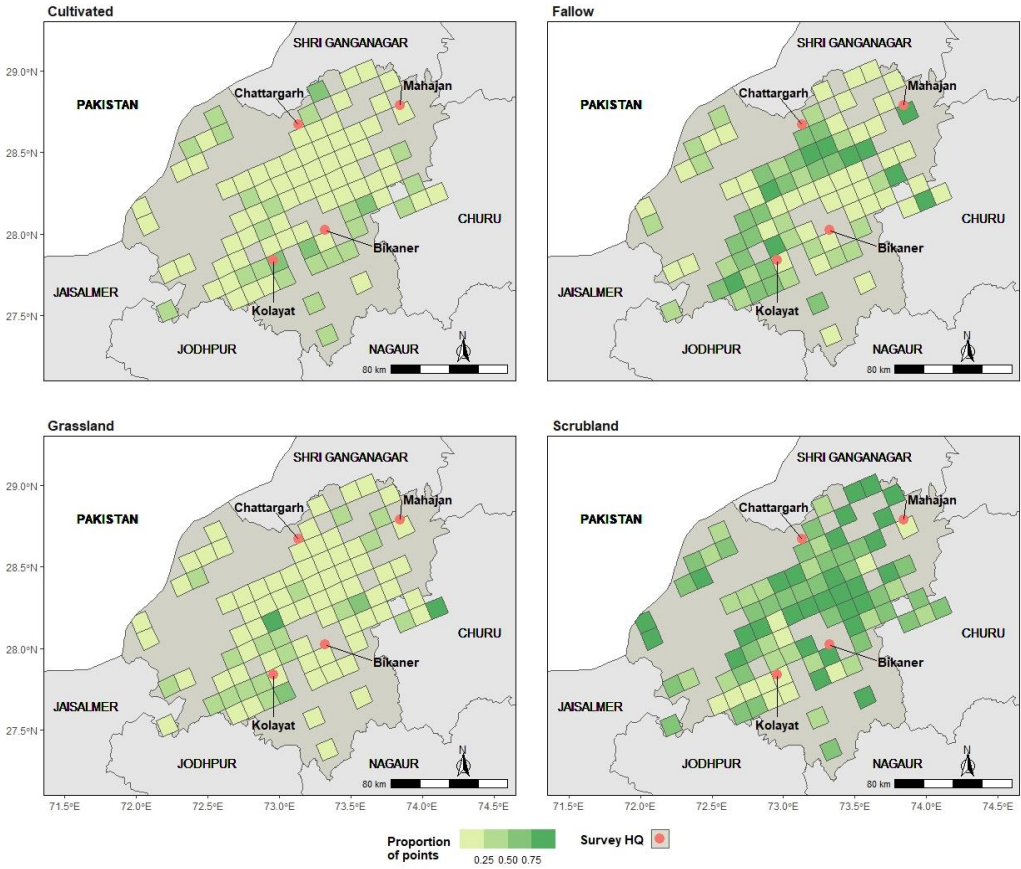 Cultivated
SHRI GANGANAGAR
29.0°N
Chattargarh
Mahajan
PAKISTAN
28.5°N
CHURU
28.0°N
Bikaner
JAISALMER
Kolayat
27.5°N
JODHPUR
NAGAUR
N
80 km
Fallow
SHRI GANGANAGAR
Chattargarh
Mahajan
PAKISTAN
CHURU
Bikaner
JAISALMER
Kolayat
JODHPUR
NAGAUR
N
80 km
Grassland
SHRI GANGANAGAR
29.0°N
Chattargarh
Mahajan
PAKISTAN
28.5°N
CHURU
28.0°N
Bikaner
JAISALMER
Kolayat
27.5°N
JODHPUR
NAGAUR
N
80 km
71.5°E 72.0°E 72.5°E 73.0°E 73.5°E 74.0°E 74.5°E
Scrubland
SHRI GANGANAGAR
Chattargarh
Mahajan
PAKISTAN
CHURU
Bikaner
JAISALMER
Kolayat
JODHPUR
NAGAUR
N
80 km
71.5°E 72.0°E 72.5°E 73.0°E 73.5°E 74.0°E 74.5°E
Proportion
of points
0.25 0.50 0.75
Survey HQ